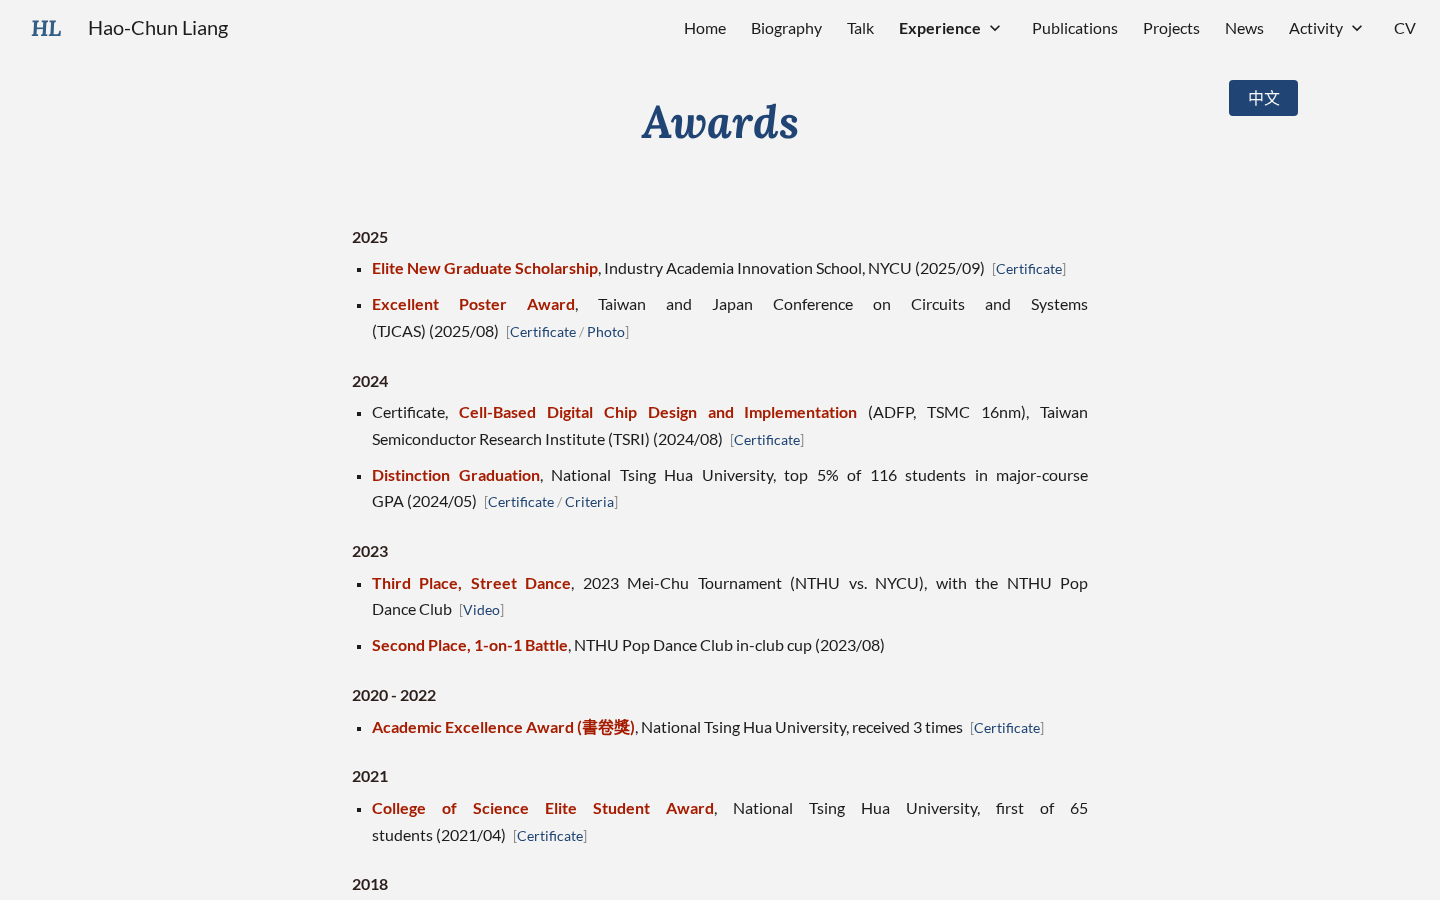 HL
Hao-Chun Liang
Home Biography Talk Experience Publications Projects News Activity CV
中文
Awards
2025
Elite New Graduate Scholarship, Industry Academia Innovation School, NYCU (2025/09) [Certificate]
Excellent Poster Award, Taiwan and Japan Conference on Circuits and Systems
(TJCAS) (2025/08) [Certificate / Photo]
2024
Certificate, Cell-Based Digital Chip Design and Implementation (ADFP, TSMC 16nm), Taiwan
Semiconductor Research Institute (TSRI) (2024/08) [Certificate]
Distinction Graduation, National Tsing Hua University, top 5% of 116 students in major-course
GPA (2024/05) [Certificate / Criteria]
2023
Third Place, Street Dance, 2023 Mei-Chu Tournament (NTHU vs. NYCU), with the NTHU Pop
Dance Club [Video]
Second Place, 1-on-1 Battle, NTHU Pop Dance Club in-club cup (2023/08)
2020 - 2022
Academic Excellence Award (書卷獎), National Tsing Hua University, received 3 times [Certificate]
2021
College of Science Elite Student Award, National Tsing Hua University, first of 65
students (2021/04) [Certificate]
2018